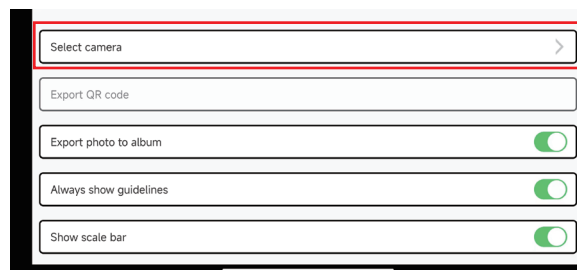 Select camera
Export QR code
Export photo to album
Always show guidelines
Show scale bar